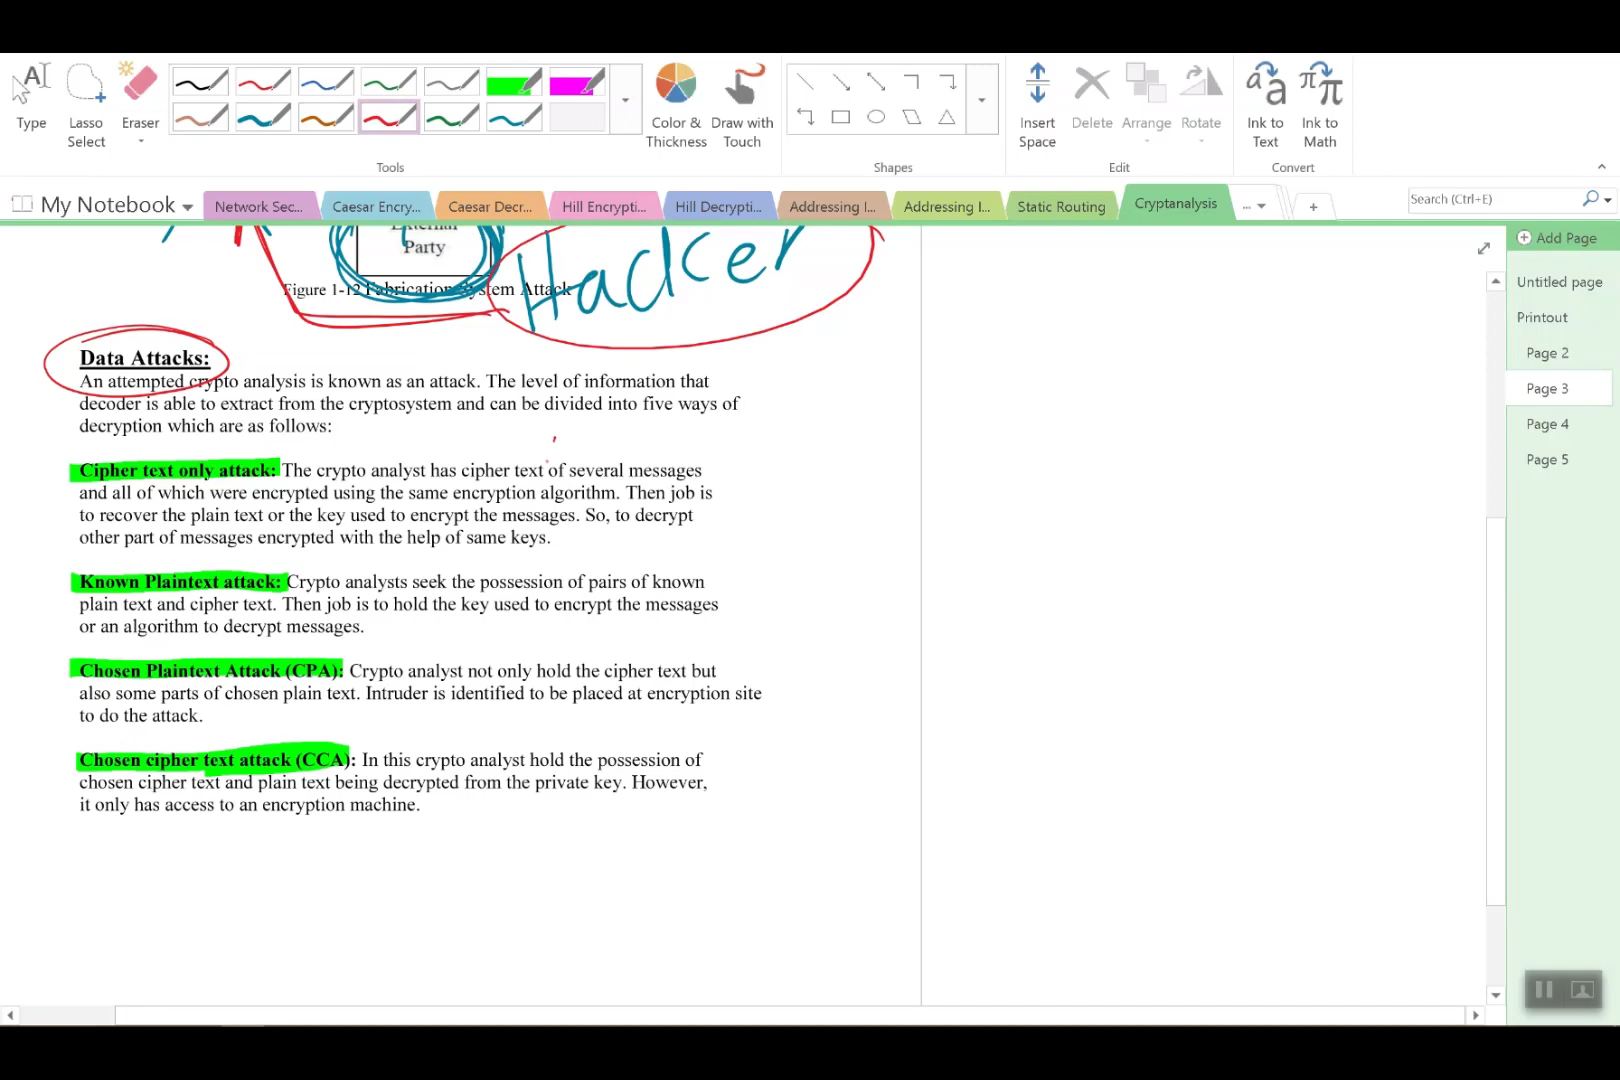 Type
Lasso Select
Eraser
Color & Thickness
Draw with Touch
Tools
Shapes
Insert Space
Delete
Arrange
Rotate
Edit
Ink to Text
Ink to Math
Convert
My Notebook
Network Sec...
Caesar Encry...
Caesar Decr...
Hill Encrypti...
Hill Decrypti...
Addressing I...
Addressing I...
Static Routing
Cryptanalysis
...
Search (Ctrl+E)
Add Page
Untitled page
Printout
Page 2
Page 3
Page 4
Page 5
External
Party
Hacker
Figure 1-12 Fabrication System Attack
Data Attacks:
An attempted crypto analysis is known as an attack. The level of information that
decoder is able to extract from the cryptosystem and can be divided into five ways of
decryption which are as follows:
Cipher text only attack: The crypto analyst has cipher text of several messages
and all of which were encrypted using the same encryption algorithm. Then job is
to recover the plain text or the key used to encrypt the messages. So, to decrypt
other part of messages encrypted with the help of same keys.
Known Plaintext attack: Crypto analysts seek the possession of pairs of known
plain text and cipher text. Then job is to hold the key used to encrypt the messages
or an algorithm to decrypt messages.
Chosen Plaintext Attack (CPA): Crypto analyst not only hold the cipher text but
also some parts of chosen plain text. Intruder is identified to be placed at encryption site
to do the attack.
Chosen cipher text attack (CCA): In this crypto analyst hold the possession of
chosen cipher text and plain text being decrypted from the private key. However,
it only has access to an encryption machine.